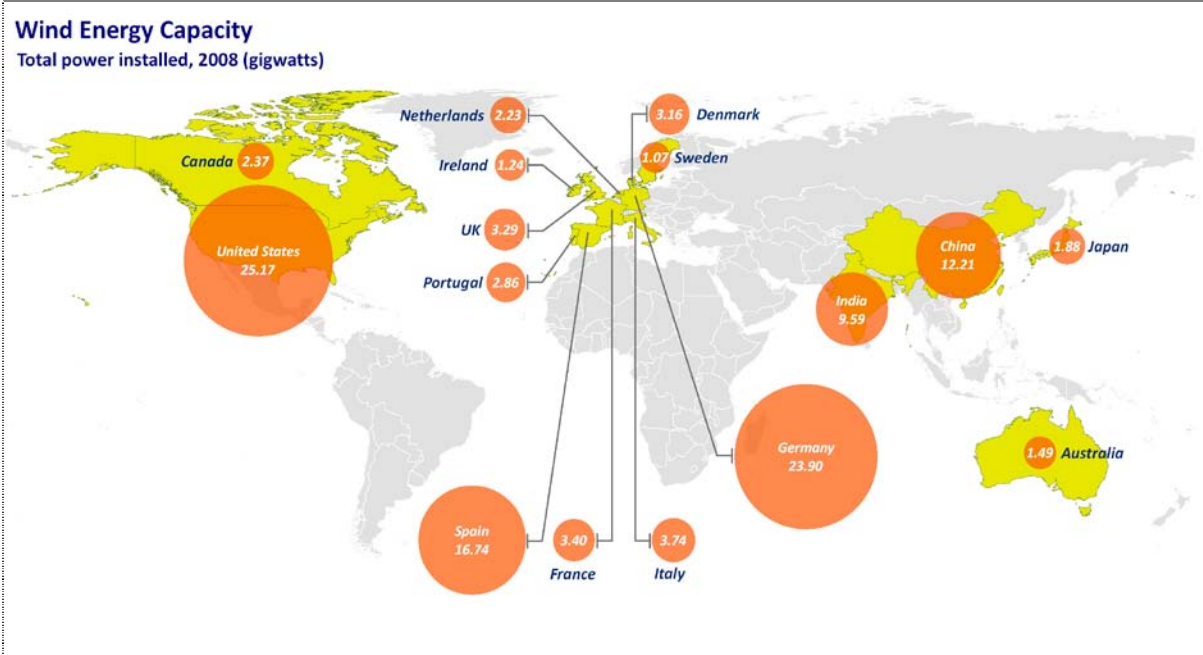 Wind Energy Capacity
Total power installed, 2008 (gigwatts)
Netherlands 2.23
3.16 Denmark
Canada 2.37
Ireland 1.24
1.07 Sweden
UK 3.29
United States
25.17
China
12.21
1.88 Japan
Portugal 2.86
India
9.59
Germany
23.90
1.49 Australia
Spain
16.74
3.40
France
3.74
Italy